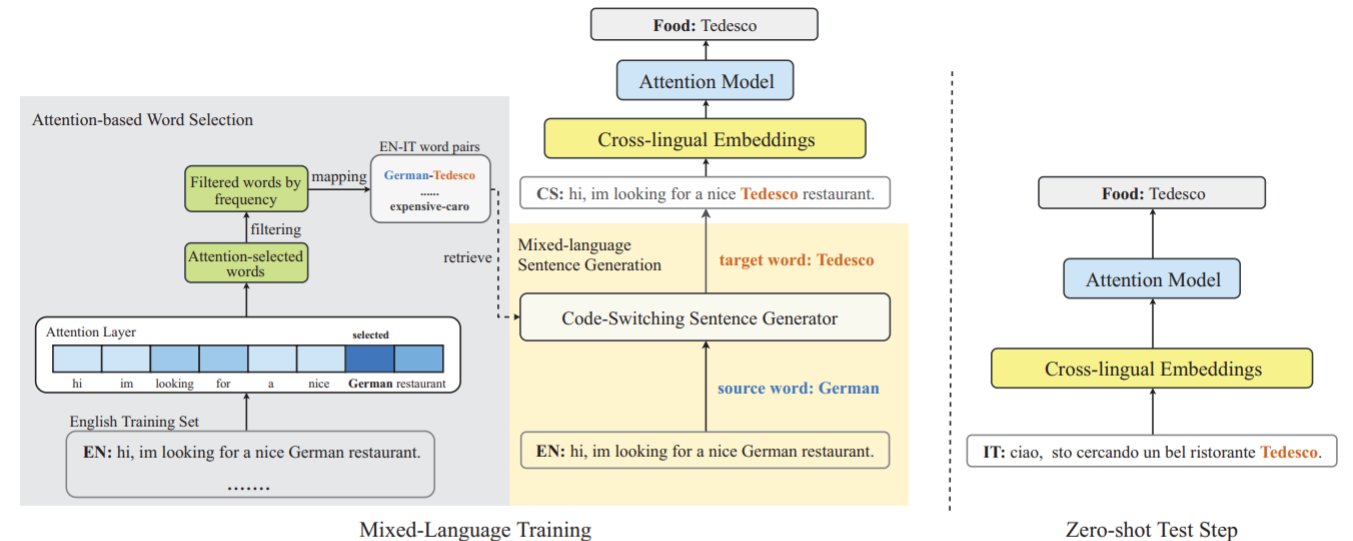 Attention-based Word Selection
EN-IT word pairs
German-Tedesco
......
expensive-caro
mapping
Filtered words by
frequency
filtering
Attention-selected
words
retrieve
Attention Layer
selected
hi im looking for a nice German restaurant
English Training Set
EN: hi, im looking for a nice German restaurant.
.......
Food: Tedesco
Attention Model
Cross-lingual Embeddings
CS: hi, im looking for a nice Tedesco restaurant.
Mixed-language
Sentence Generation
target word: Tedesco
Code-Switching Sentence Generator
source word: German
EN: hi, im looking for a nice German restaurant.
Mixed-Language Training
Food: Tedesco
Attention Model
Cross-lingual Embeddings
IT: ciao, sto cercando un bel ristorante Tedesco.
Zero-shot Test Step